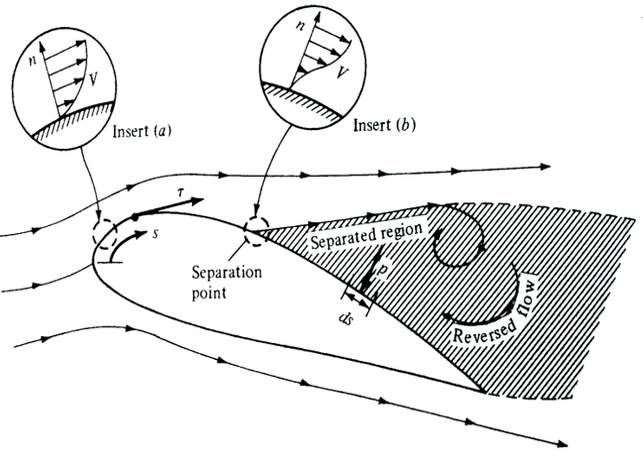 n
V
Insert (a)
n
V
Insert (b)
τ
s
Separation
point
Separated region
p
ds
Reversed flow